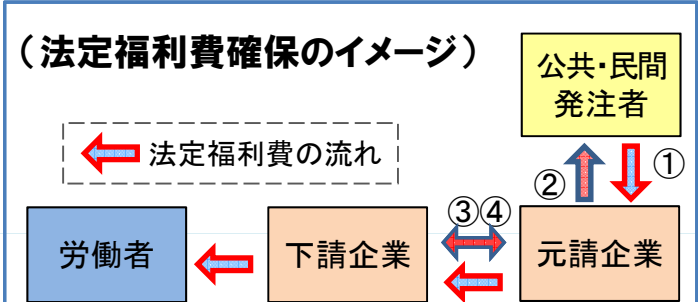 （法定福利費確保のイメージ）
公共・民間
発注者
法定福利費の流れ
②
①
③④
労働者
下請企業
元請企業